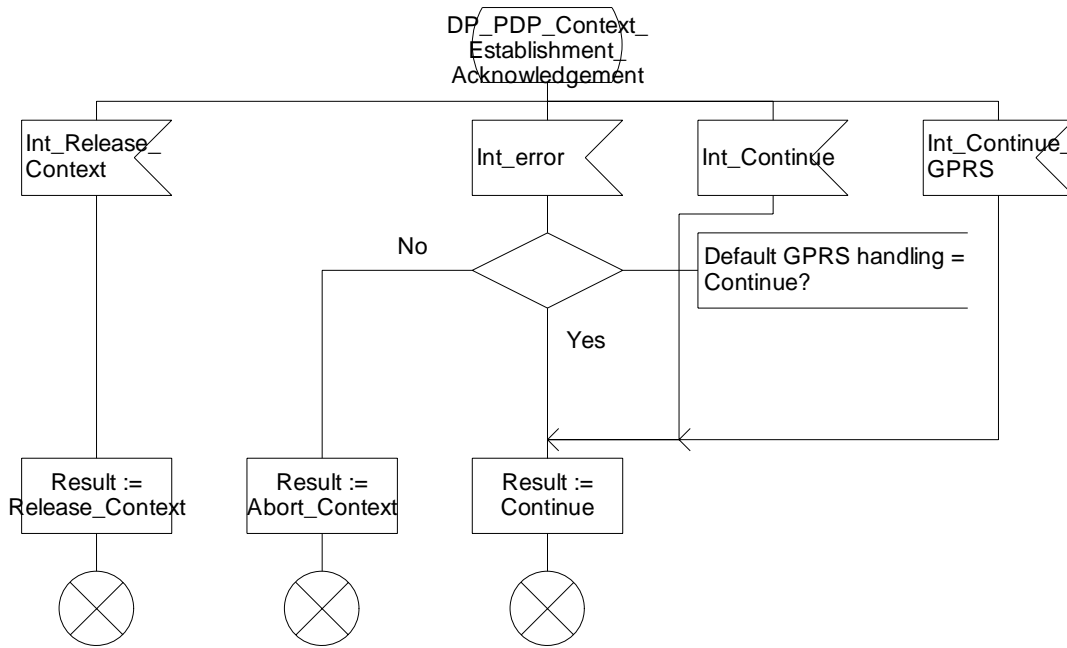 DP_PDP_Context_
Establishment_
Acknowledgement
Int_Release_
Context
Int_error
Int_Continue
Int_Continue_
GPRS
No
Default GPRS handling =
Continue?
Yes
Result :=
Release_Context
Result :=
Abort_Context
Result :=
Continue